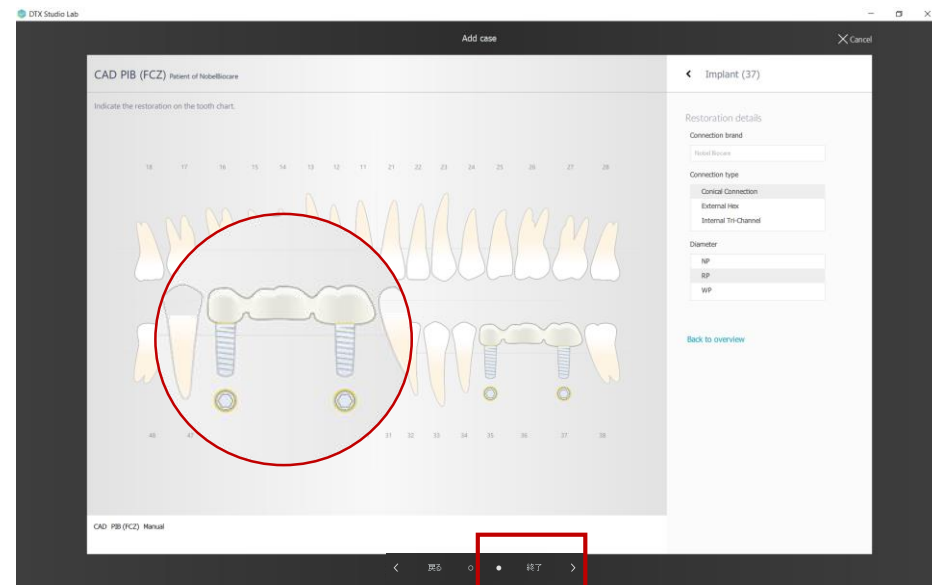 DTX Studio Lab
Add case
Cancel
CAD PIB (FCZ) Patient of NobelBiocare
Implant (37)
Indicate the restoration on the tooth chart.
Restoration details
Connection brand
Nobel Biocare
Connection type
Conical Connection
External Hex
Internal Tri-Channel
Diameter
NP
RP
WP
Back to overview
18 17 16 15 14 13 12 11 21 22 23 24 25 26 27 28
48 47 31 32 33 34 35 36 37 38
CAD PIB (FCZ) Manual
戻る 終了